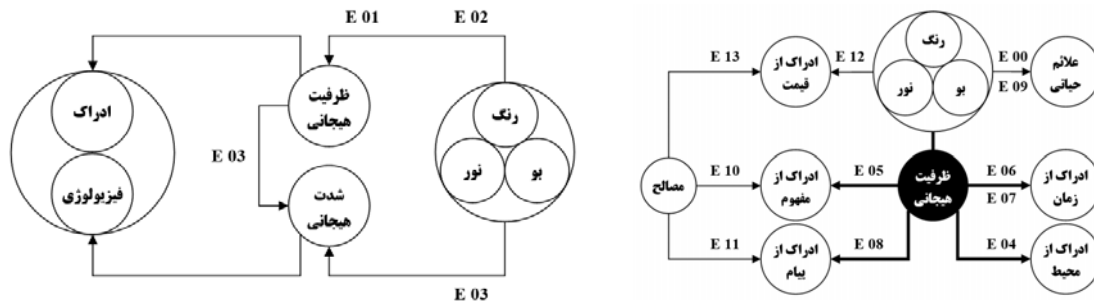 E 01
E 02
ادراک
فیزیولوژی
ظرفیت
هیجانی
E 03
شدت
هیجانی
رنگ
نور
بو
E 03
E 13
ادراک از
قیمت
E 12
رنگ
نور
بو
E 00
E 09
علائم
حیاتی
مصالح
E 10
ادراک از
مفهوم
E 05
ظرفیت
هیجانی
E 06
E 07
ادراک از
زمان
E 11
ادراک از
پیام
E 08
E 04
ادراک از
محیط